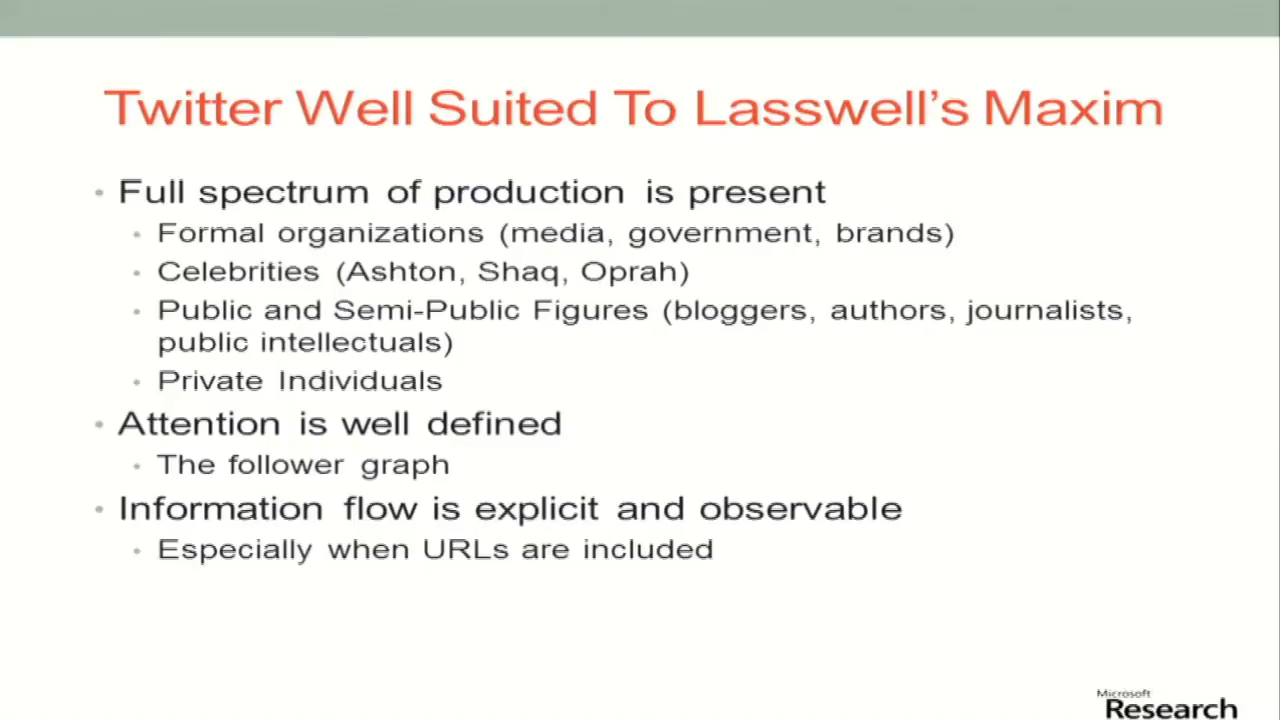 Twitter Well Suited To Lasswell’s Maxim
• Full spectrum of production is present
• Formal organizations (media, government, brands)
• Celebrities (Ashton, Shaq, Oprah)
• Public and Semi-Public Figures (bloggers, authors, journalists,
public intellectuals)
• Private Individuals
• Attention is well defined
• The follower graph
• Information flow is explicit and observable
• Especially when URLs are included
Microsoft
Research